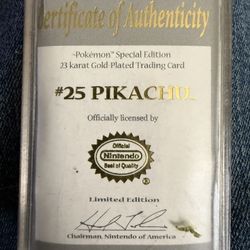 Certificate of Authenticity
~Pokémon™ Special Edition
23 karat Gold-Plated Trading Card
#25 PIKACHU
Officially licensed by
Official
Nintendo
Seal of Quality
®
Limited Edition
Chairman, Nintendo of America